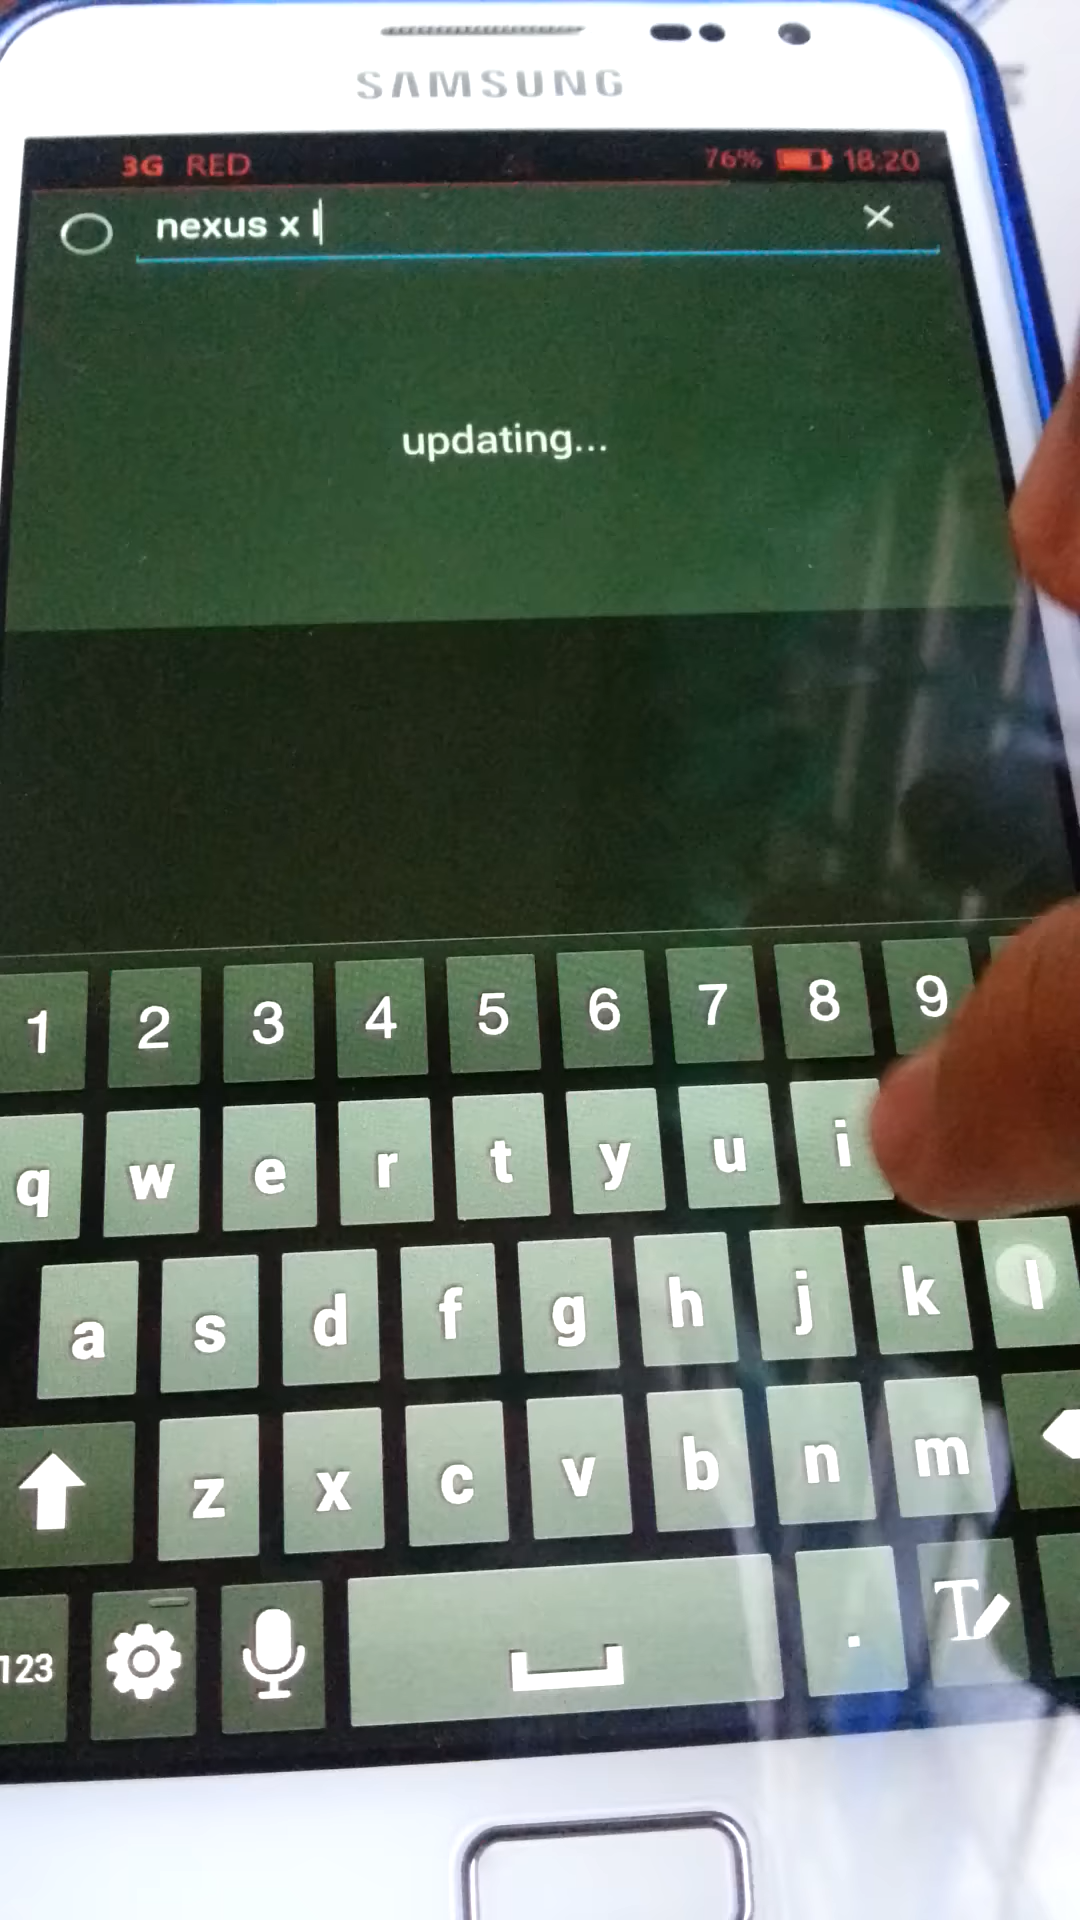 SAMSUNG
3G RED 76% 18:20
nexus x l
updating...
1 2 3 4 5 6 7 8 9
q w e r t y u i
a s d f g h j k l
z x c v b n m
123 . T